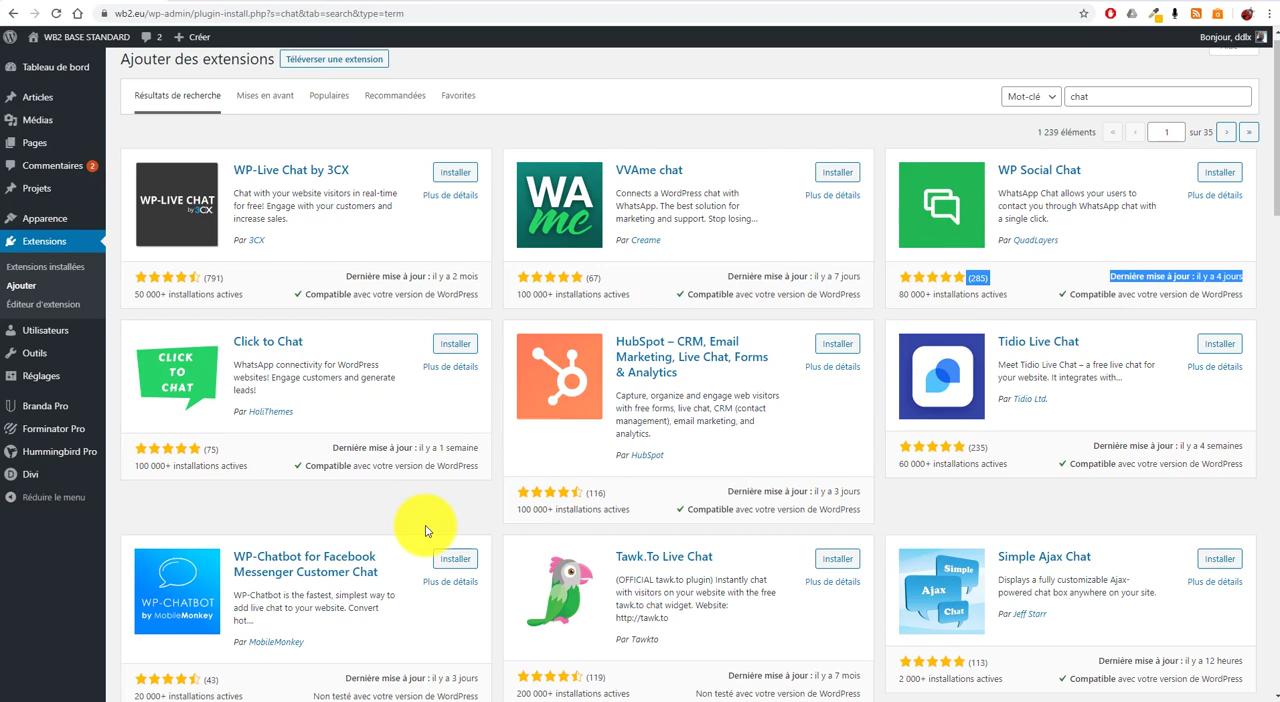 wb2.eu/wp-admin/plugin-install.php?s=chat&tab=search&type=term
WB2 BASE STANDARD
2
Créer
Bonjour, ddlx
Tableau de bord
Articles
Médias
Pages
Commentaires 2
Projets
Apparence
Extensions
Extensions installées
Ajouter
Éditeur d'extension
Utilisateurs
Outils
Réglages
Branda Pro
Forminator Pro
Hummingbird Pro
Divi
Réduire le menu
Ajouter des extensions
Téléverser une extension
Résultats de recherche
Mises en avant
Populaires
Recommandées
Favorites
Mot-clé
chat
1 239 éléments
«
‹
1
sur 35
›
»
WP-LIVE CHAT
by 3CX
WP-Live Chat by 3CX
Installer
Plus de détails
Chat with your website visitors in real-time
for free! Engage with your customers and
increase sales.
Par 3CX
(791)
Dernière mise à jour : il y a 2 mois
50 000+ installations actives
Compatible avec votre version de WordPress
WA
me
VVAme chat
Installer
Plus de détails
Connects a WordPress chat with
WhatsApp. The best solution for
marketing and support. Stop losing...
Par Creame
(67)
Dernière mise à jour : il y a 7 jours
100 000+ installations actives
Compatible avec votre version de WordPress
WP Social Chat
Installer
Plus de détails
WhatsApp Chat allows your users to
contact you through WhatsApp chat with
a single click.
Par QuadLayers
(285)
Dernière mise à jour : il y a 4 jours
80 000+ installations actives
Compatible avec votre version de WordPress
CLICK
TO
CHAT
Click to Chat
Installer
Plus de détails
WhatsApp connectivity for WordPress
websites! Engage customers and generate
leads!
Par HoliThemes
(75)
Dernière mise à jour : il y a 1 semaine
100 000+ installations actives
Compatible avec votre version de WordPress
HubSpot – CRM, Email
Marketing, Live Chat, Forms
& Analytics
Installer
Plus de détails
Capture, organize and engage web visitors
with free forms, live chat, CRM (contact
management), email marketing, and
analytics.
Par HubSpot
(116)
Dernière mise à jour : il y a 3 jours
100 000+ installations actives
Compatible avec votre version de WordPress
Tidio Live Chat
Installer
Plus de détails
Meet Tidio Live Chat – a free live chat for
your website. It integrates with...
Par Tidio Ltd.
(235)
Dernière mise à jour : il y a 4 semaines
60 000+ installations actives
Compatible avec votre version de WordPress
WP-CHATBOT
by MobileMonkey
WP-Chatbot for Facebook
Messenger Customer Chat
Installer
Plus de détails
WP-Chatbot is the fastest, simplest way to
add live chat to your website. Convert
hot...
Par MobileMonkey
(43)
Dernière mise à jour : il y a 3 jours
20 000+ installations actives
Non testé avec votre version de WordPress
Tawk.To Live Chat
Installer
Plus de détails
(OFFICIAL tawk.to plugin) Instantly chat
with visitors on your website with the free
tawk.to chat widget. Website:
http://tawk.to
Par Tawkto
(119)
Dernière mise à jour : il y a 7 mois
200 000+ installations actives
Non testé avec votre version de WordPress
Simple
Ajax
Chat
Simple Ajax Chat
Installer
Plus de détails
Displays a fully customizable Ajax-
powered chat box anywhere on your site.
Par Jeff Starr
(113)
Dernière mise à jour : il y a 12 heures
2 000+ installations actives
Compatible avec votre version de WordPress